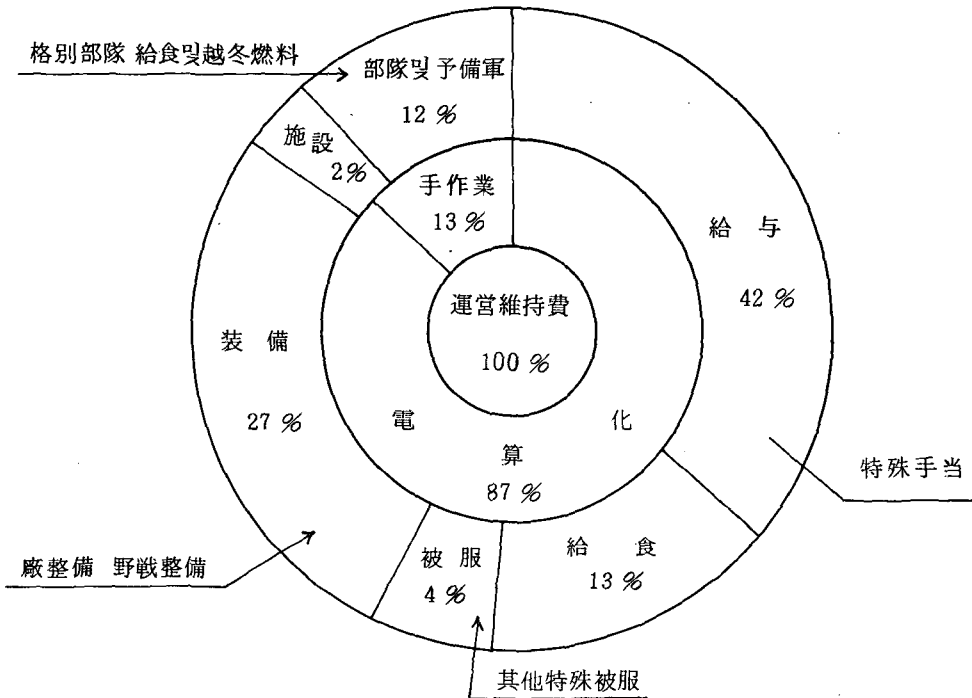 格別部隊 給食및越冬燃料
部隊및予備軍
12 %
施設
2%
手作業
13 %
給 与
42 %
運営維持費
100 %
装 備
27 %
電 算 化
87 %
特殊手当
給 食
13 %
被 服
4 %
廠整備 野戦整備
其他特殊被服